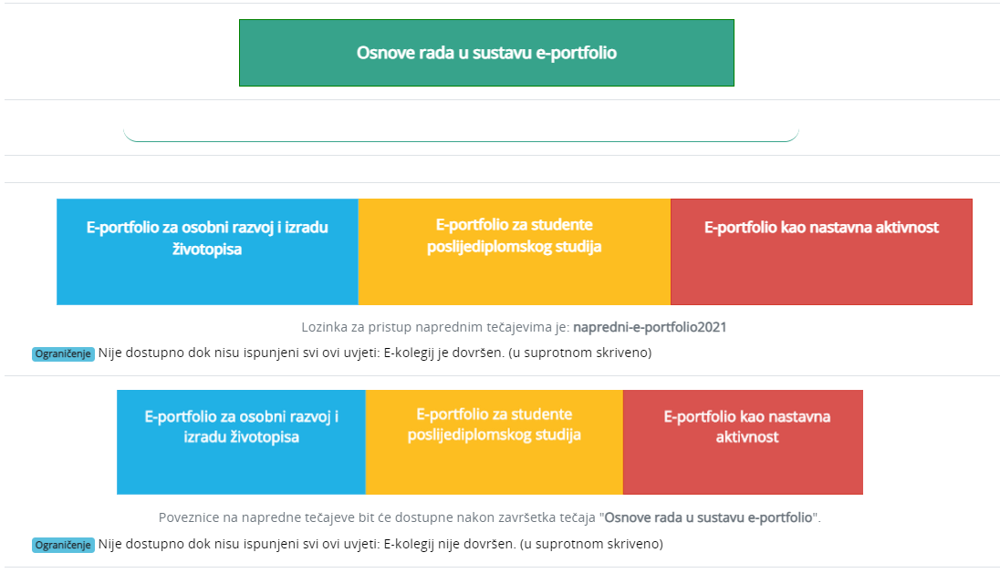 Osnove rada u sustavu e-portfolio
E-portfolio za osobni razvoj i izradu
životopisa
E-portfolio za studente
poslijediplomskog studija
E-portfolio kao nastavna aktivnost
Lozinka za pristup naprednim tečajevima je: napredni-e-portfolio2021
Ograničenje Nije dostupno dok nisu ispunjeni svi ovi uvjeti: E-kolegij je dovršen. (u suprotnom skriveno)
E-portfolio za osobni razvoj i
izradu životopisa
E-portfolio za studente
poslijediplomskog studija
E-portfolio kao nastavna
aktivnost
Poveznice na napredne tečajeve bit će dostupne nakon završetka tečaja "Osnove rada u sustavu e-portfolio".
Ograničenje Nije dostupno dok nisu ispunjeni svi ovi uvjeti: E-kolegij nije dovršen. (u suprotnom skriveno)